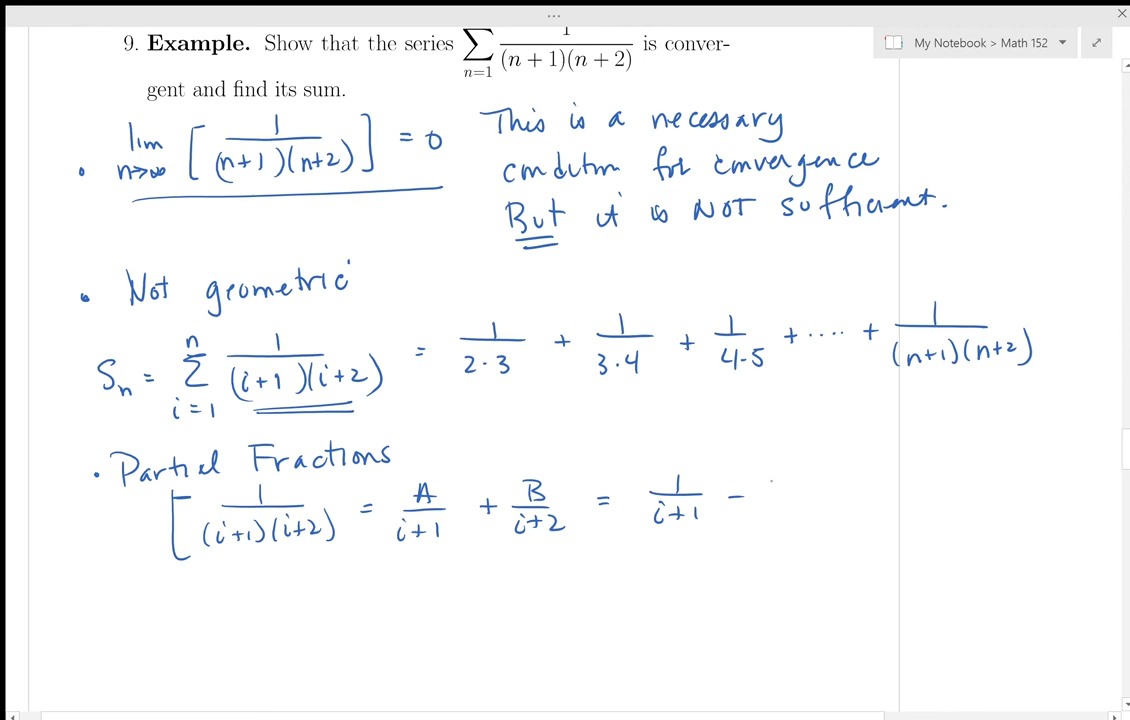 ...
My Notebook > Math 152
9. Example. Show that the series ∑_{n=1} 1/((n + 1)(n + 2)) is conver-
gent and find its sum.
• lim_{n→∞} [ 1/((n+1)(n+2)) ] = 0
This is a necessary
condition for convergence
But it is NOT sufficient.
• Not geometric
S_n = ∑_{i=1}^{n} 1/((i+1)(i+2)) = 1/(2·3) + 1/(3·4) + 1/(4·5) + .... + 1/((n+1)(n+2))
• Partial Fractions
[ 1/((i+1)(i+2)) = A/(i+1) + B/(i+2) = 1/(i+1) −